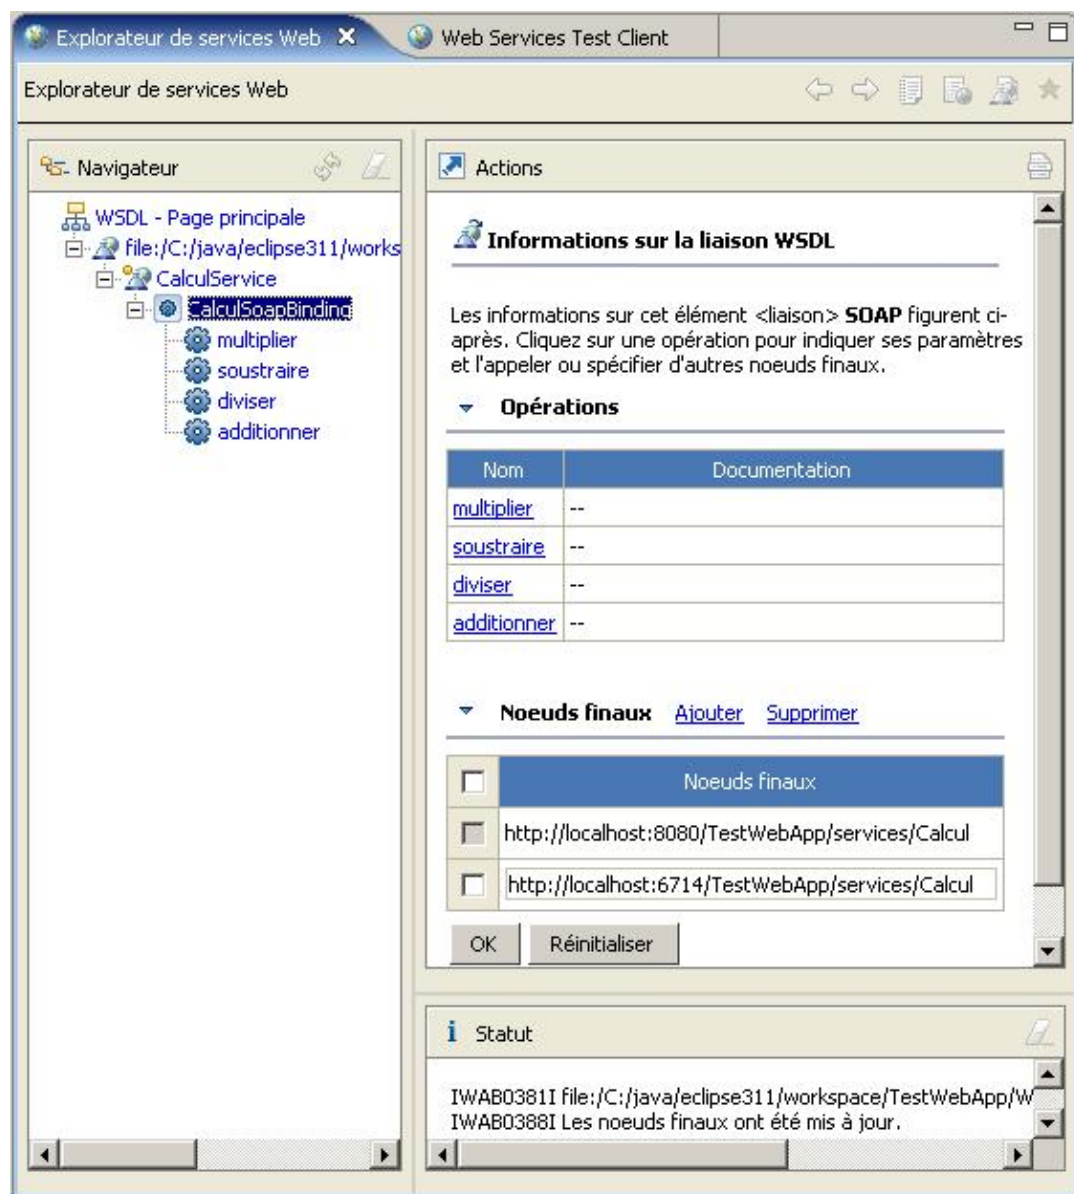 Explorateur de services Web
Web Services Test Client
Explorateur de services Web
Navigateur
WSDL - Page principale
file:/C:/java/eclipse311/works
CalculService
CalculSoapBinding
multiplier
soustraire
diviser
additionner
Actions
Informations sur la liaison WSDL
Les informations sur cet élément <liaison> SOAP figurent ci-
après. Cliquez sur une opération pour indiquer ses paramètres
et l'appeler ou spécifier d'autres noeuds finaux.
Opérations
Nom Documentation
multiplier --
soustraire --
diviser --
additionner --
Noeuds finaux Ajouter Supprimer
Noeuds finaux
http://localhost:8080/TestWebApp/services/Calcul
http://localhost:6714/TestWebApp/services/Calcul
OK Réinitialiser
i Statut
IWAB0381I file:/C:/java/eclipse311/workspace/TestWebApp/W
IWAB0388I Les noeuds finaux ont été mis à jour.